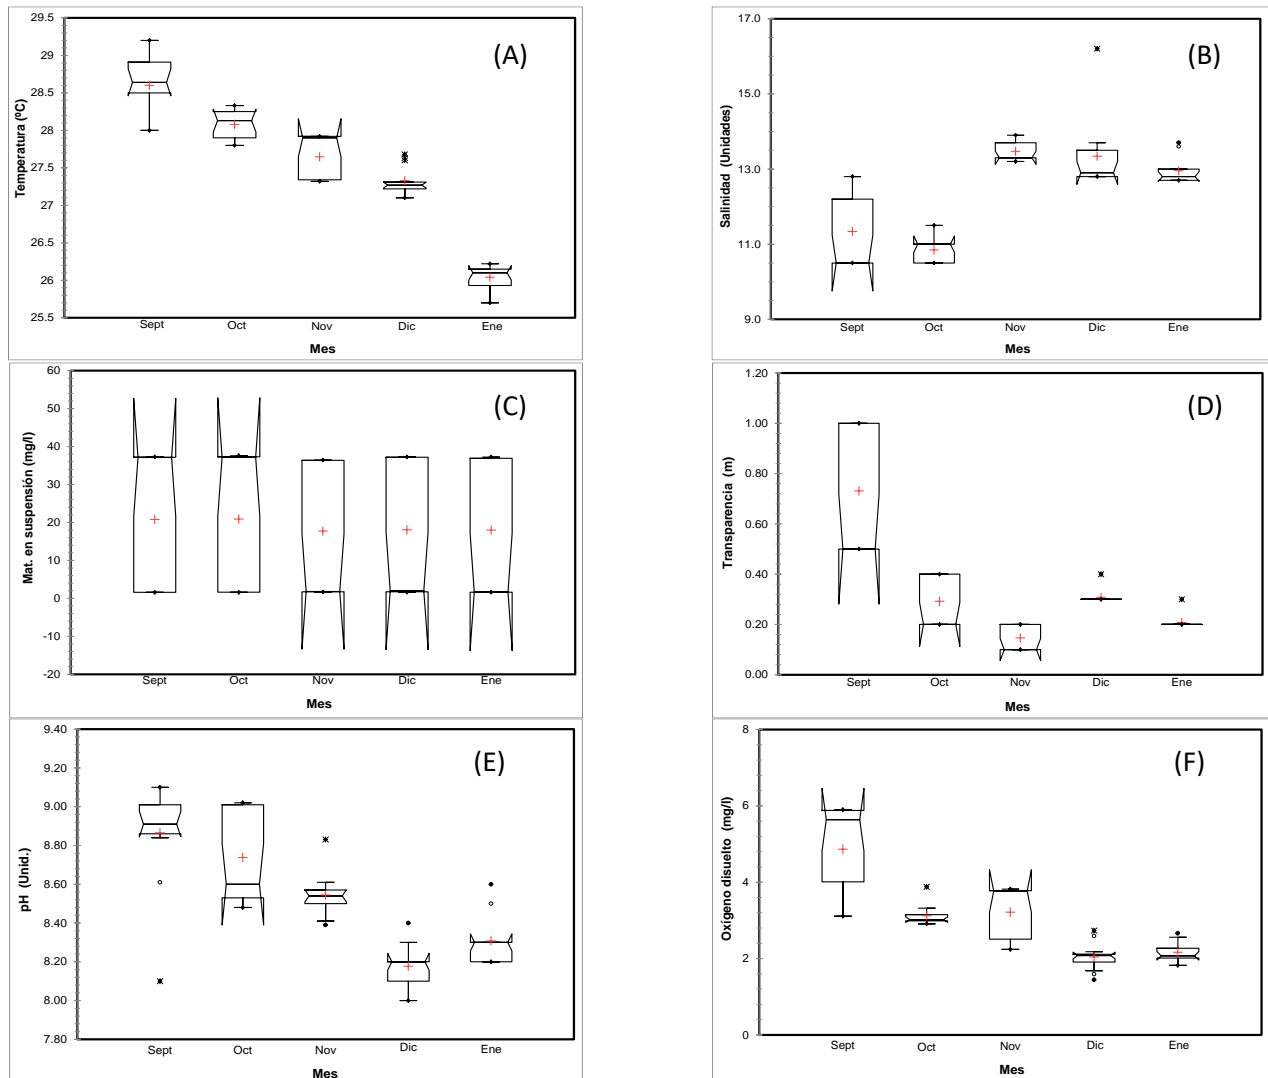 (A)
Temperatura (ºC)
29.5
29
28.5
28
27.5
27
26.5
26
25.5
Sept
Oct
Nov
Dic
Ene
Mes
(B)
Salinidad (Unidades)
17.0
15.0
13.0
11.0
9.0
Sept
Oct
Nov
Dic
Ene
Mes
(C)
Mat. en suspensión (mg/l)
60
50
40
30
20
10
0
-10
-20
Sept
Oct
Nov
Dic
Ene
Mes
(D)
Transparencia (m)
1.20
1.00
0.80
0.60
0.40
0.20
0.00
Sept
Oct
Nov
Dic
Ene
Mes
(E)
pH (Unid.)
9.40
9.20
9.00
8.80
8.60
8.40
8.20
8.00
7.80
Sept
Oct
Nov
Dic
Ene
Mes
(F)
Oxígeno disuelto (mg/l)
8
6
4
2
0
Sept
Oct
Nov
Dic
Ene
Mes